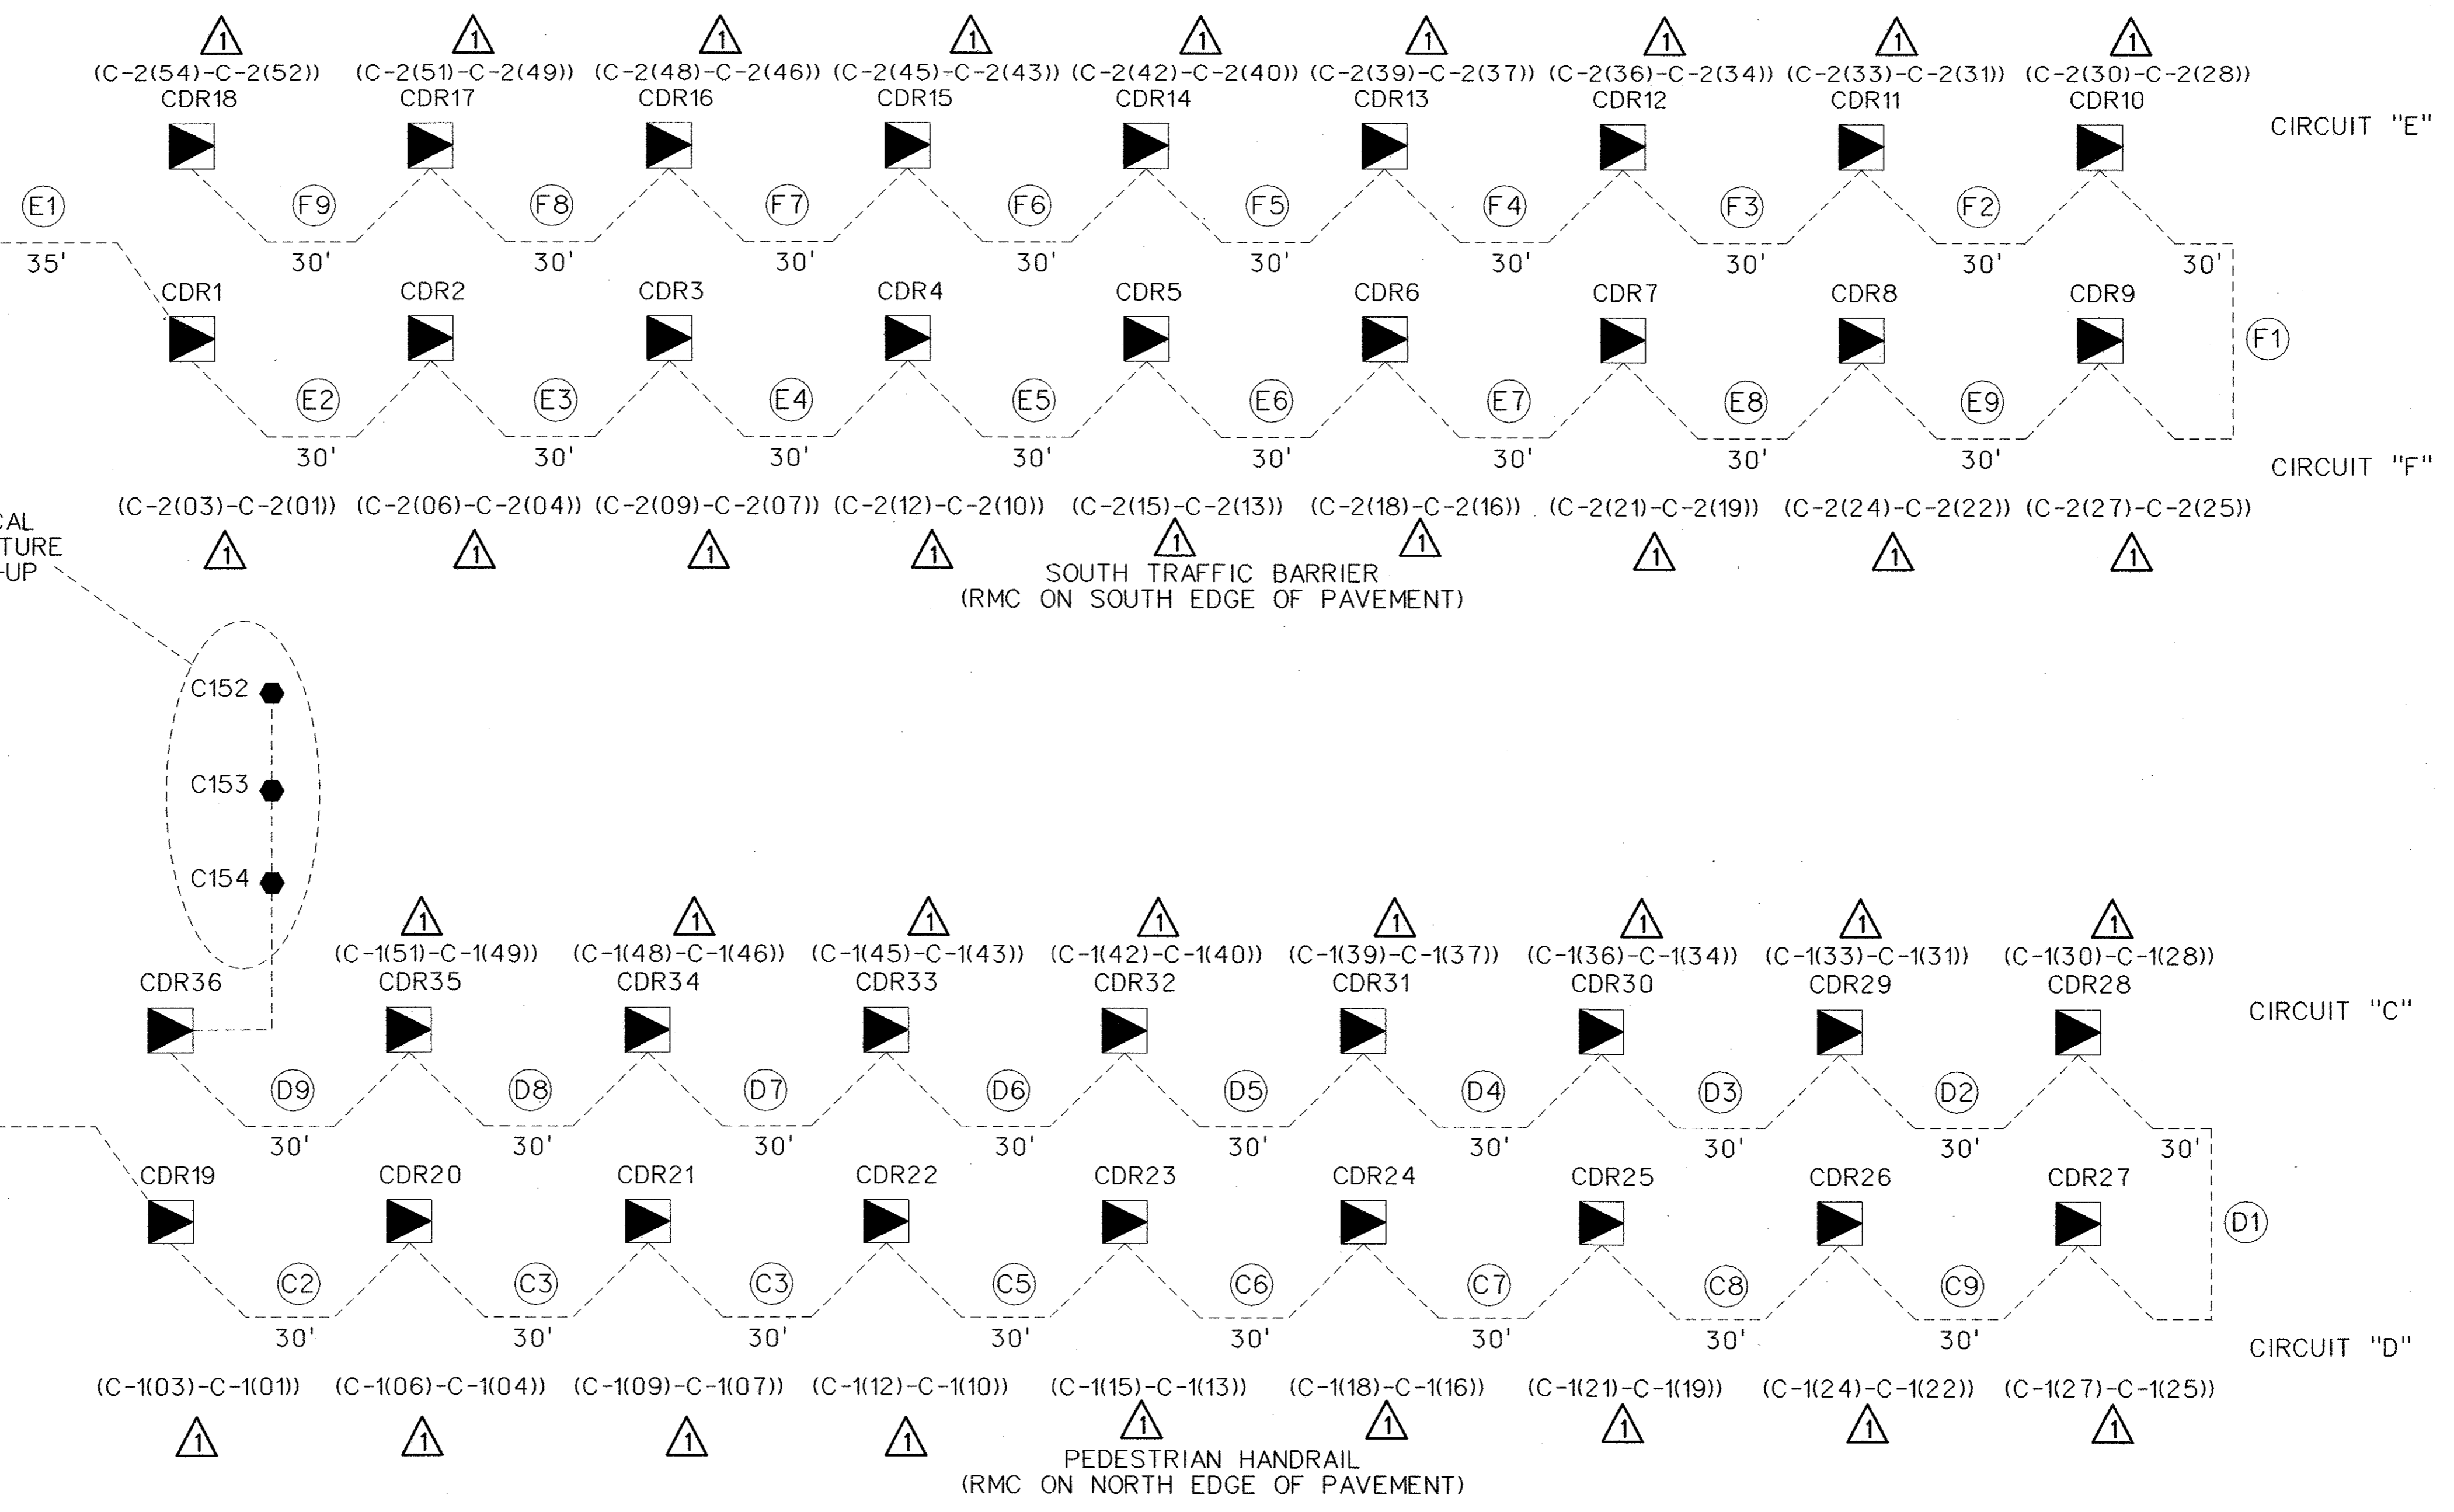 1 1 1 1 1 1 1 1 1
(C-2(54)-C-2(52)) (C-2(51)-C-2(49)) (C-2(48)-C-2(46)) (C-2(45)-C-2(43)) (C-2(42)-C-2(40)) (C-2(39)-C-2(37)) (C-2(36)-C-2(34)) (C-2(33)-C-2(31)) (C-2(30)-C-2(28))
CDR18 CDR17 CDR16 CDR15 CDR14 CDR13 CDR12 CDR11 CDR10
CIRCUIT "E"
E1 F9 F8 F7 F6 F5 F4 F3 F2
35' 30' 30' 30' 30' 30' 30' 30' 30' 30'
CDR1 CDR2 CDR3 CDR4 CDR5 CDR6 CDR7 CDR8 CDR9
F1
E2 E3 E4 E5 E6 E7 E8 E9
30' 30' 30' 30' 30' 30' 30' 30'
CIRCUIT "F"
(C-2(03)-C-2(01)) (C-2(06)-C-2(04)) (C-2(09)-C-2(07)) (C-2(12)-C-2(10)) (C-2(15)-C-2(13)) (C-2(18)-C-2(16)) (C-2(21)-C-2(19)) (C-2(24)-C-2(22)) (C-2(27)-C-2(25))
1 1 1 1 1 1 1 1 1
CAL
TURE
-UP
SOUTH TRAFFIC BARRIER
(RMC ON SOUTH EDGE OF PAVEMENT)
C152
C153
C154
1 1 1 1 1 1 1 1
(C-1(51)-C-1(49)) (C-1(48)-C-1(46)) (C-1(45)-C-1(43)) (C-1(42)-C-1(40)) (C-1(39)-C-1(37)) (C-1(36)-C-1(34)) (C-1(33)-C-1(31)) (C-1(30)-C-1(28))
CDR36 CDR35 CDR34 CDR33 CDR32 CDR31 CDR30 CDR29 CDR28
CIRCUIT "C"
D9 D8 D7 D6 D5 D4 D3 D2
30' 30' 30' 30' 30' 30' 30' 30' 30'
CDR19 CDR20 CDR21 CDR22 CDR23 CDR24 CDR25 CDR26 CDR27
D1
C2 C3 C3 C5 C6 C7 C8 C9
30' 30' 30' 30' 30' 30' 30' 30'
CIRCUIT "D"
(C-1(03)-C-1(01)) (C-1(06)-C-1(04)) (C-1(09)-C-1(07)) (C-1(12)-C-1(10)) (C-1(15)-C-1(13)) (C-1(18)-C-1(16)) (C-1(21)-C-1(19)) (C-1(24)-C-1(22)) (C-1(27)-C-1(25))
1 1 1 1 1 1 1 1 1
PEDESTRIAN HANDRAIL
(RMC ON NORTH EDGE OF PAVEMENT)